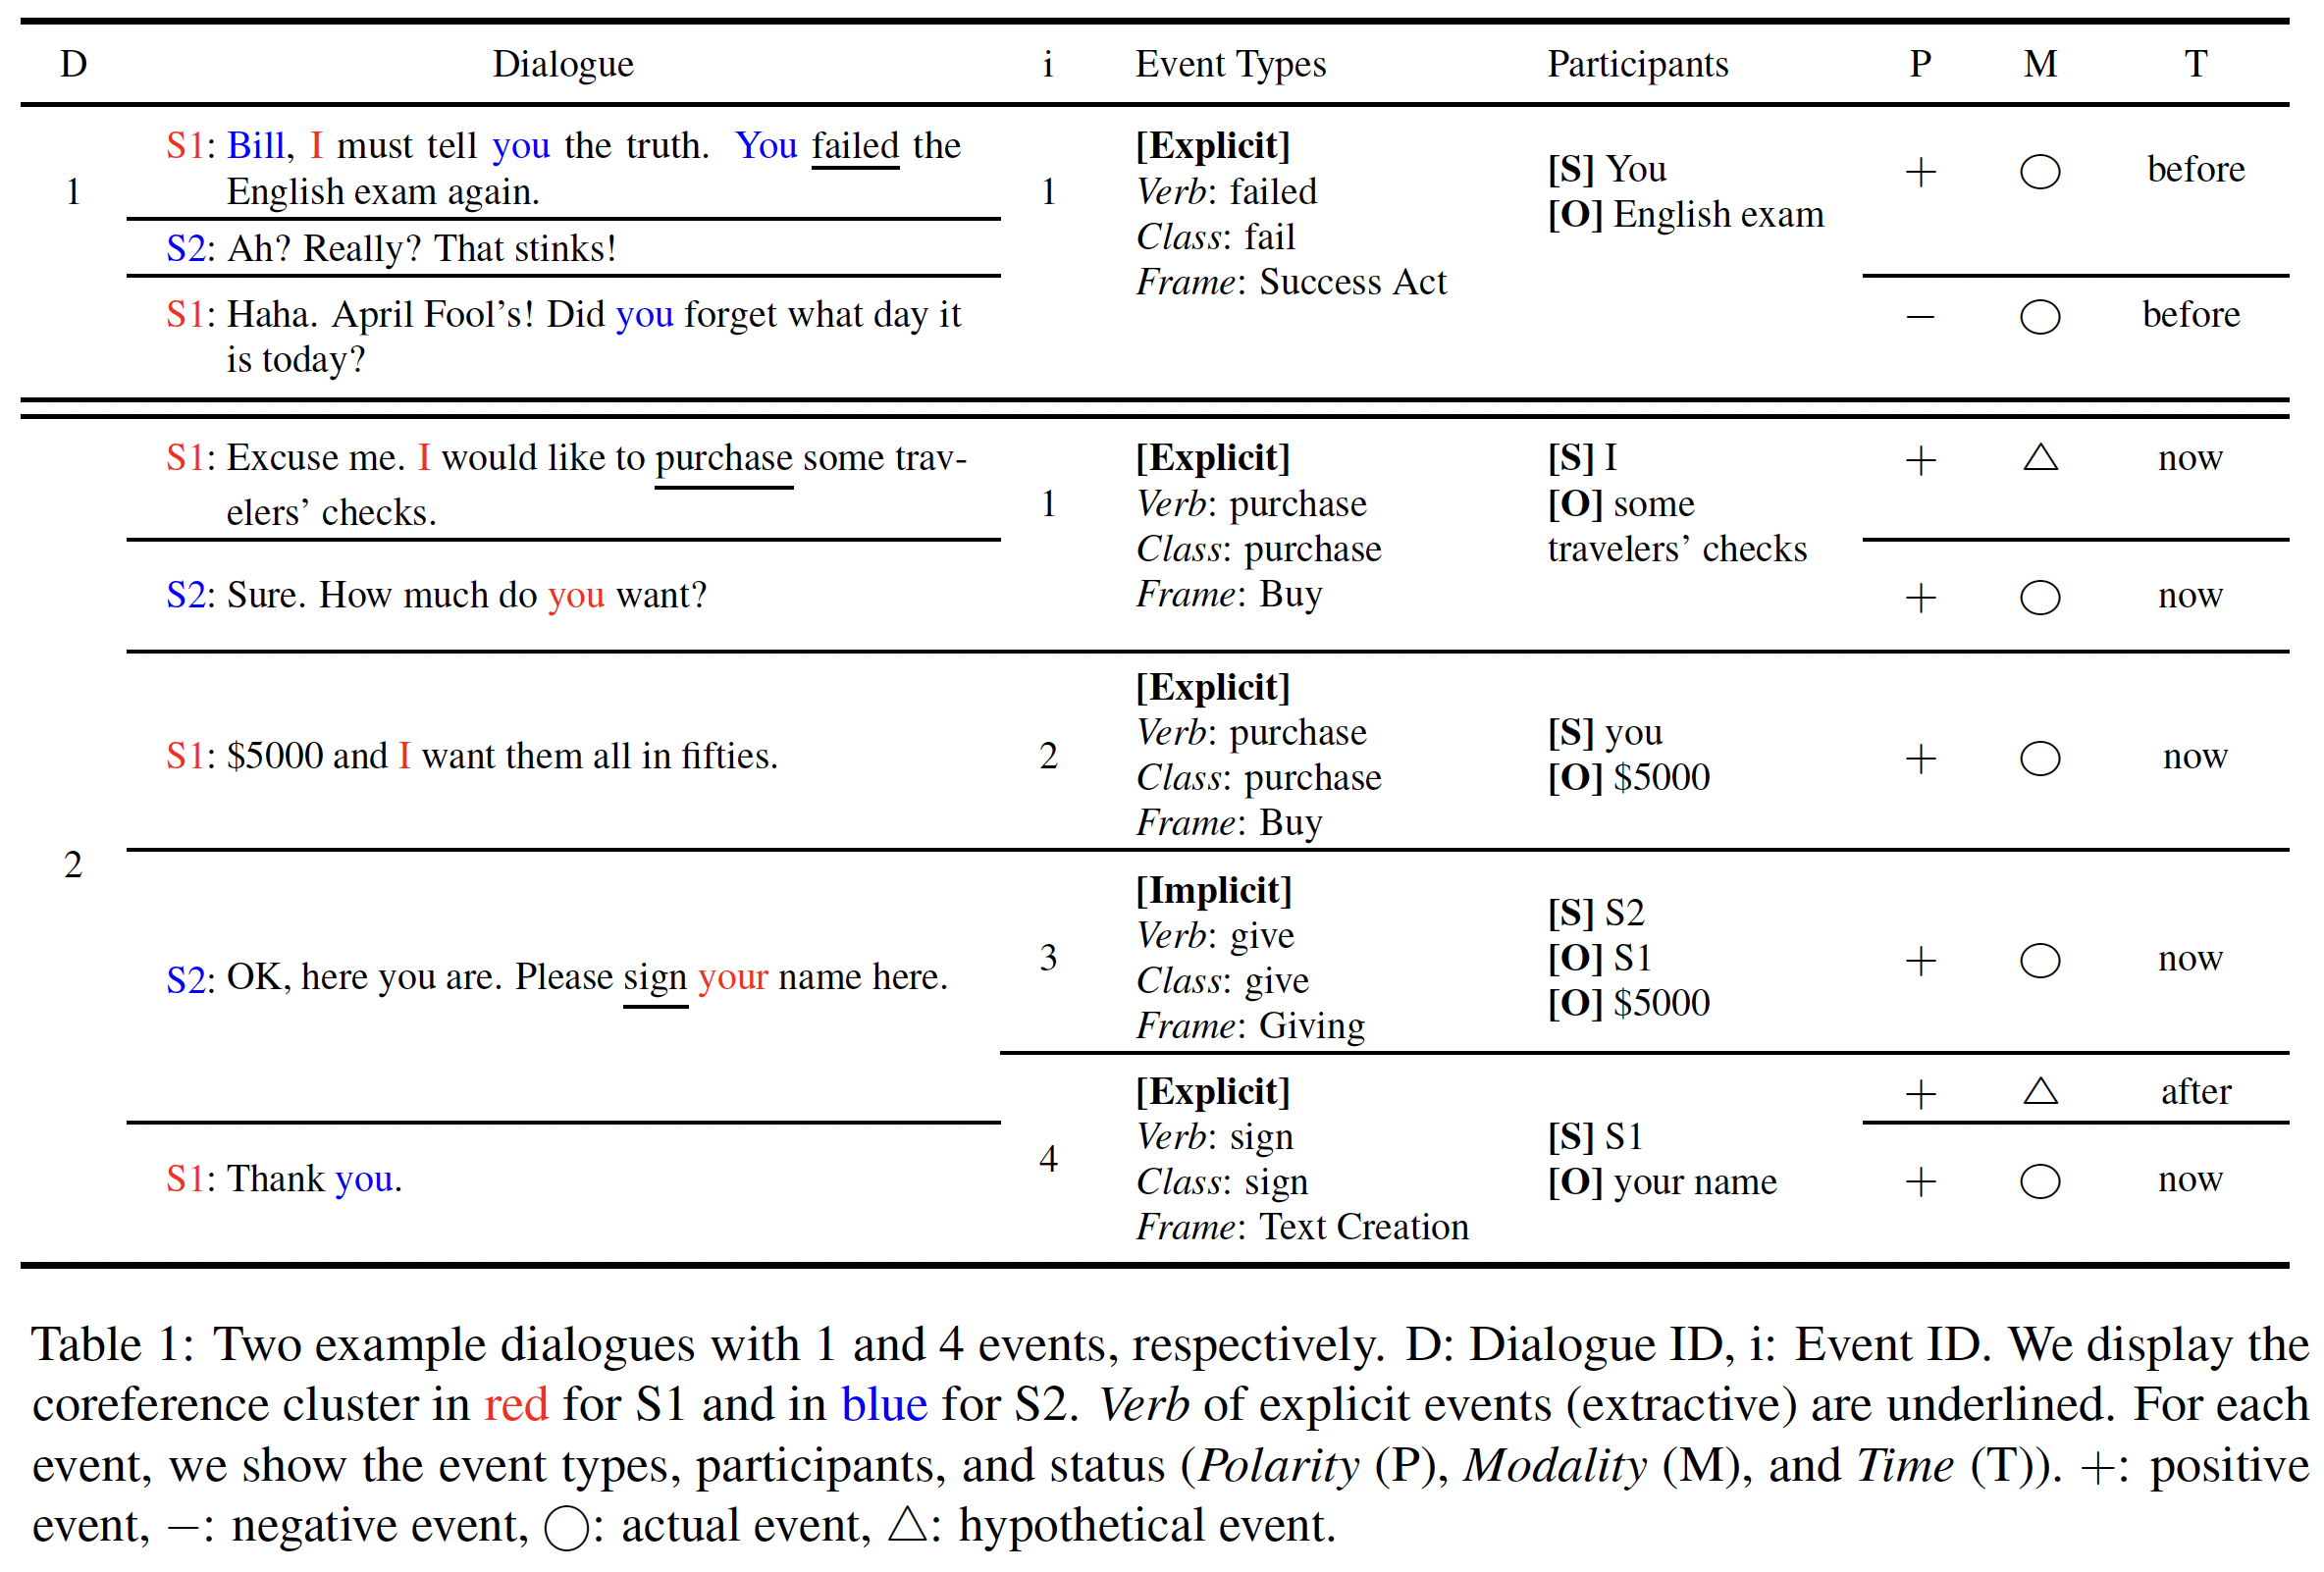 D Dialogue i Event Types Participants P M T
S1: Bill, I must tell you the truth. You failed the
English exam again.
S2: Ah? Really? That stinks!
S1: Haha. April Fool's! Did you forget what day it
is today?
1
1
[Explicit]
Verb: failed
Class: fail
Frame: Success Act
[S] You
[O] English exam
+ ◯ before
− ◯ before
S1: Excuse me. I would like to purchase some trav-
elers' checks.
S2: Sure. How much do you want?
1
[Explicit]
Verb: purchase
Class: purchase
Frame: Buy
[S] I
[O] some
travelers' checks
+ △ now
+ ◯ now
S1: $5000 and I want them all in fifties.
2
[Explicit]
Verb: purchase
Class: purchase
Frame: Buy
[S] you
[O] $5000
+ ◯ now
2
S2: OK, here you are. Please sign your name here.
3
[Implicit]
Verb: give
Class: give
Frame: Giving
[S] S2
[O] S1
[O] $5000
+ ◯ now
S1: Thank you.
4
[Explicit]
Verb: sign
Class: sign
Frame: Text Creation
[S] S1
[O] your name
+ △ after
+ ◯ now
Table 1: Two example dialogues with 1 and 4 events, respectively. D: Dialogue ID, i: Event ID. We display the
coreference cluster in red for S1 and in blue for S2. Verb of explicit events (extractive) are underlined. For each
event, we show the event types, participants, and status (Polarity (P), Modality (M), and Time (T)). +: positive
event, −: negative event, ◯: actual event, △: hypothetical event.